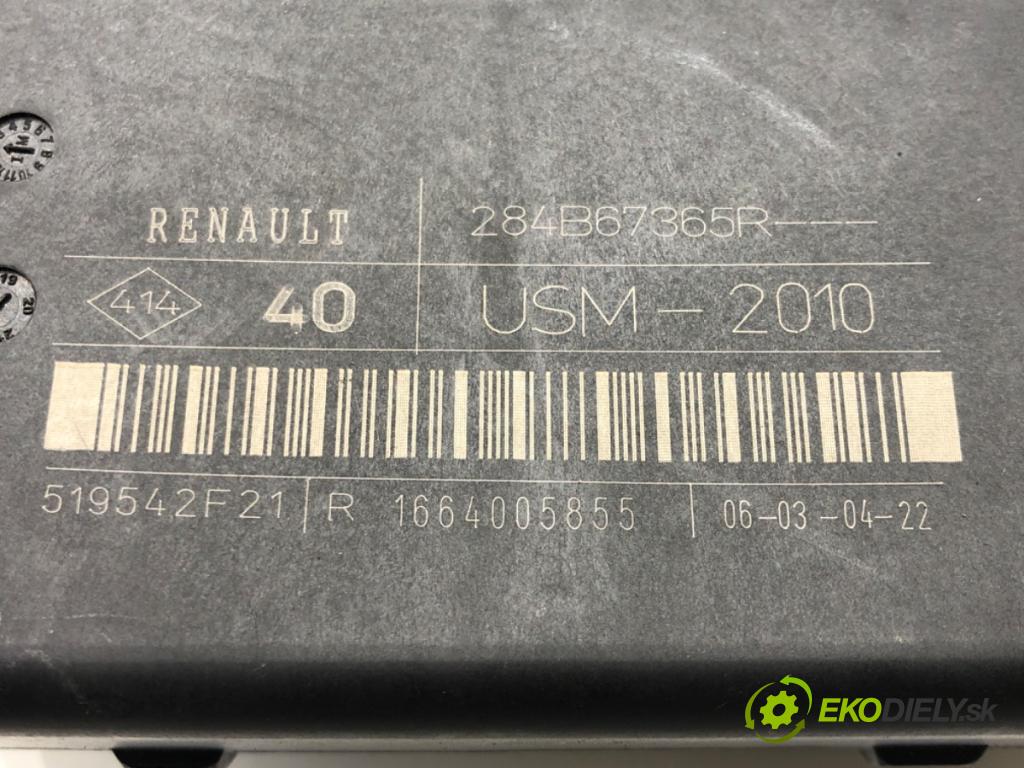 RENAULT 284B67365R----
414 40 USM-2010
519542F21 R 1664005855 06-03-04-22
EKODIELY.sk